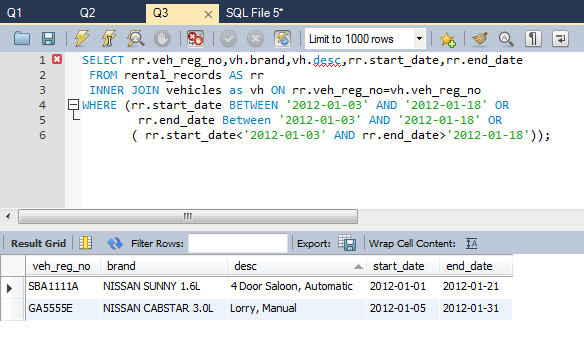 Q1 Q2 Q3 × SQL File 5*
Limit to 1000 rows
1 SELECT rr.veh_reg_no,vh.brand,vh.desc,rr.start_date,rr.end_date
2 FROM rental_records AS rr
3 INNER JOIN vehicles as vh ON rr.veh_reg_no=vh.veh_reg_no
4 WHERE (rr.start_date BETWEEN '2012-01-03' AND '2012-01-18' OR
5 rr.end_date Between '2012-01-03' AND '2012-01-18' OR
6 ( rr.start_date<'2012-01-03' AND rr.end_date>'2012-01-18'));
Result Grid Filter Rows: Export: Wrap Cell Content: IA
veh_reg_no brand desc start_date end_date
SBA1111A NISSAN SUNNY 1.6L 4 Door Saloon, Automatic 2012-01-01 2012-01-21
GA5555E NISSAN CABSTAR 3.0L Lorry, Manual 2012-01-05 2012-01-31